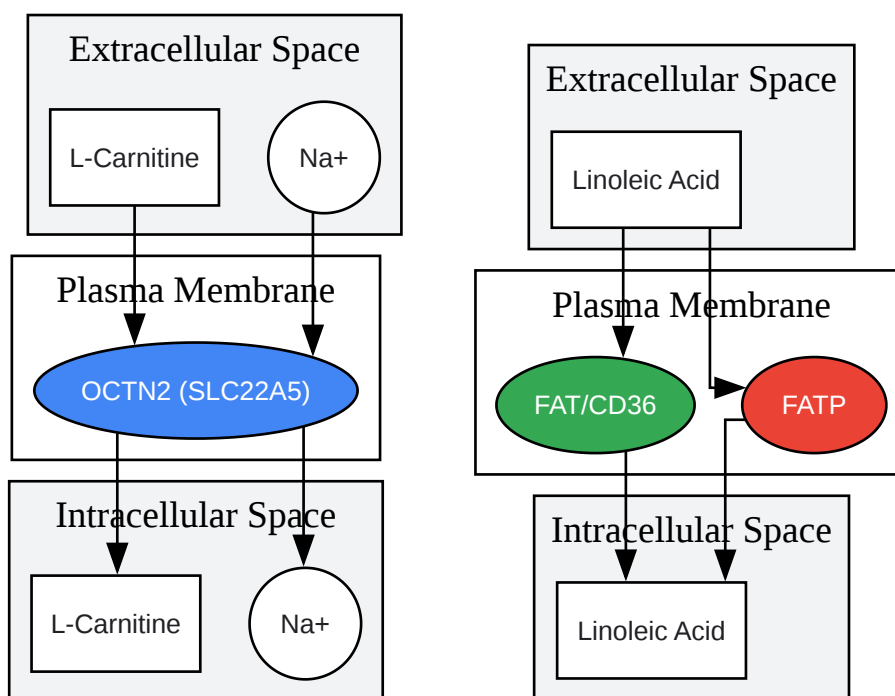 Extracellular Space
L-Carnitine
Na+
Plasma Membrane
OCTN2 (SLC22A5)
Intracellular Space
L-Carnitine
Na+
Extracellular Space
Linoleic Acid
Plasma Membrane
FAT/CD36
FATP
Intracellular Space
Linoleic Acid